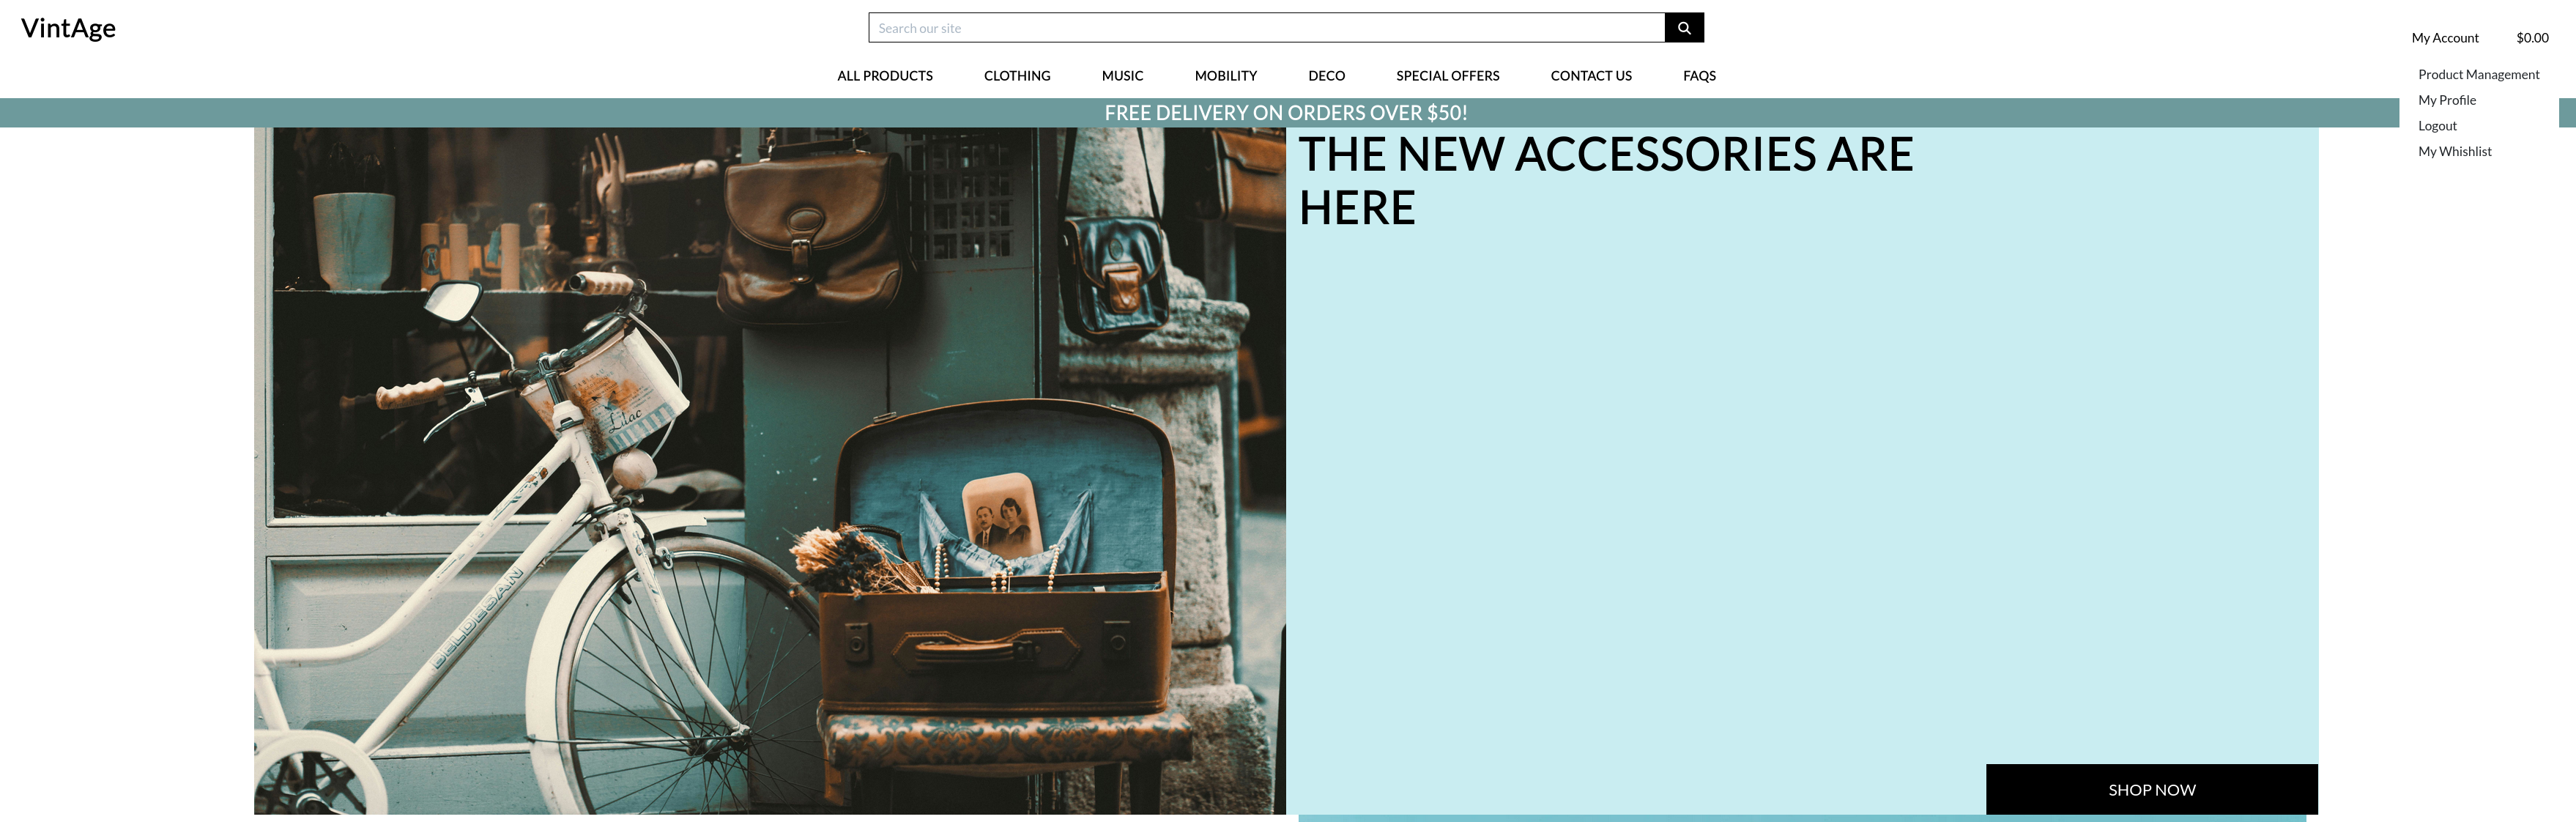 VintAge
Search our site
My Account
$0.00
ALL PRODUCTS
CLOTHING
MUSIC
MOBILITY
DECO
SPECIAL OFFERS
CONTACT US
FAQS
Product Management
My Profile
Logout
My Whishlist
FREE DELIVERY ON ORDERS OVER $50!
THE NEW ACCESSORIES ARE
HERE
Lilac
BELDESAN
SHOP NOW